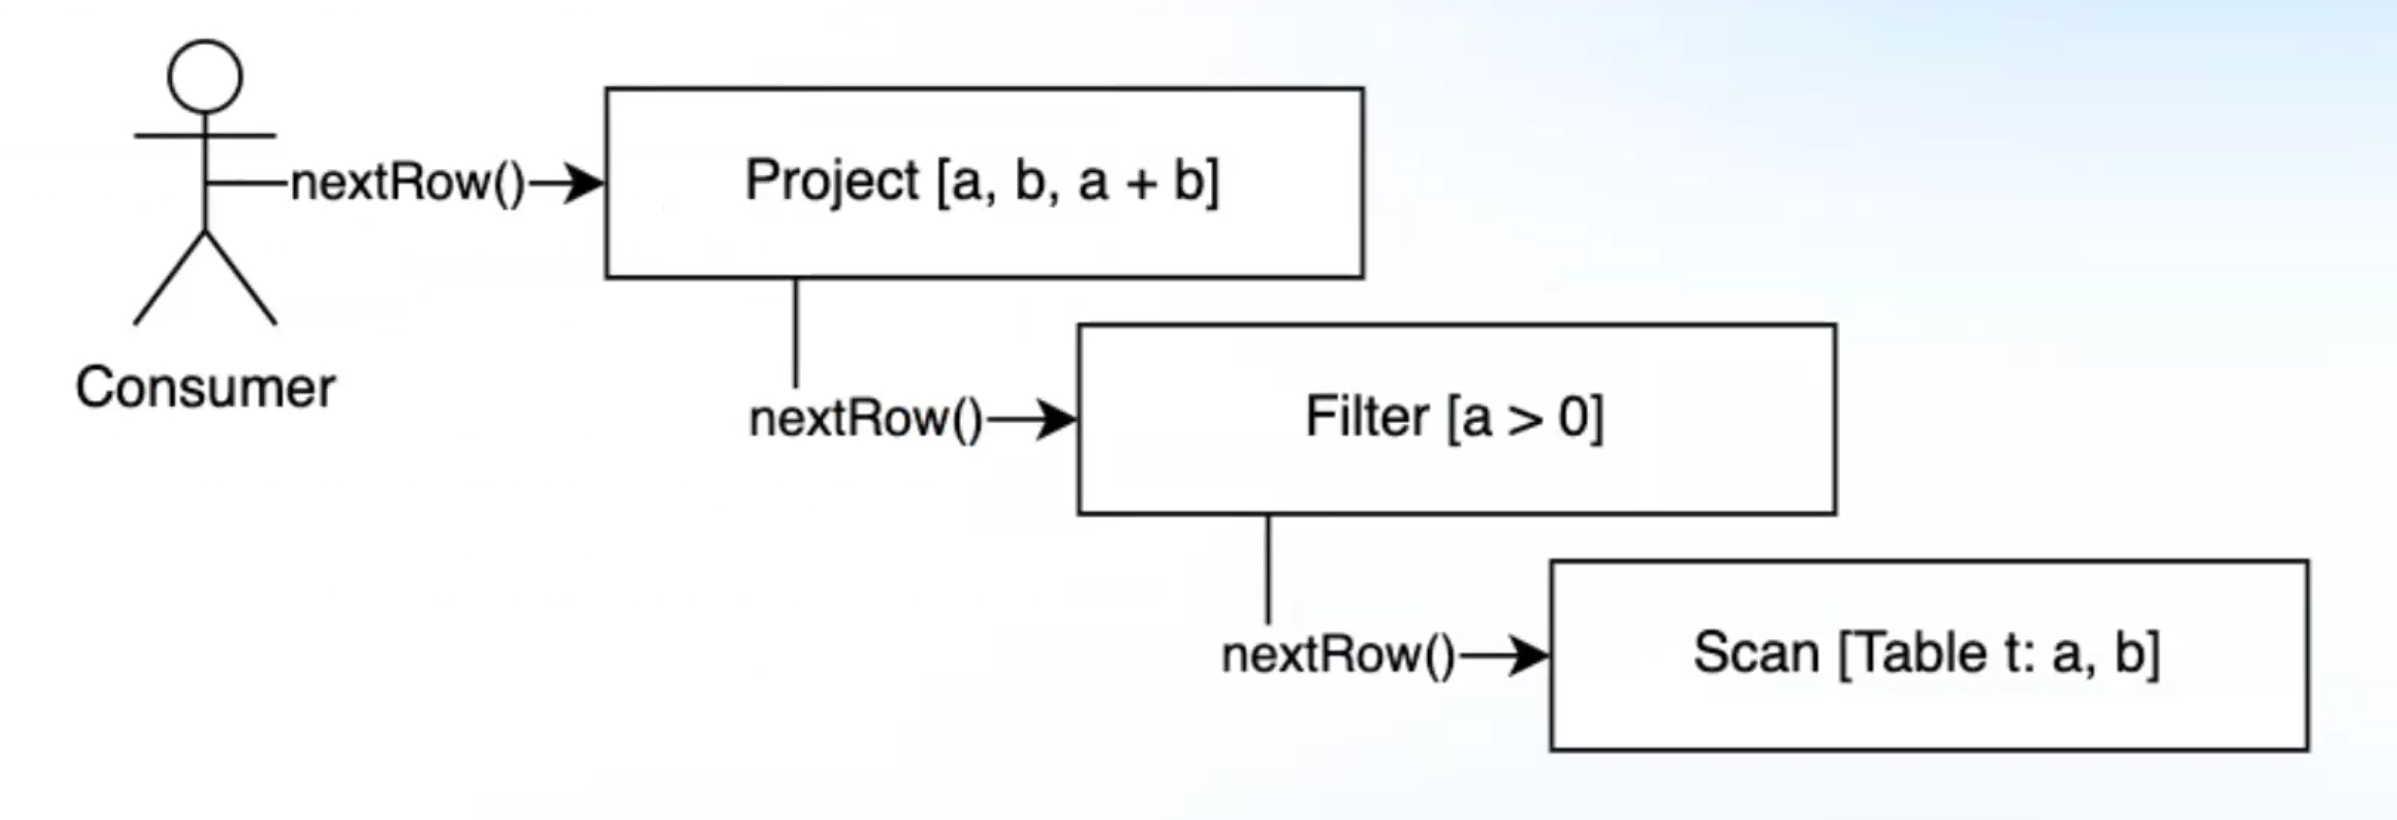 nextRow()
Project [a, b, a + b]
Consumer
nextRow()
Filter [a > 0]
nextRow()
Scan [Table t: a, b]